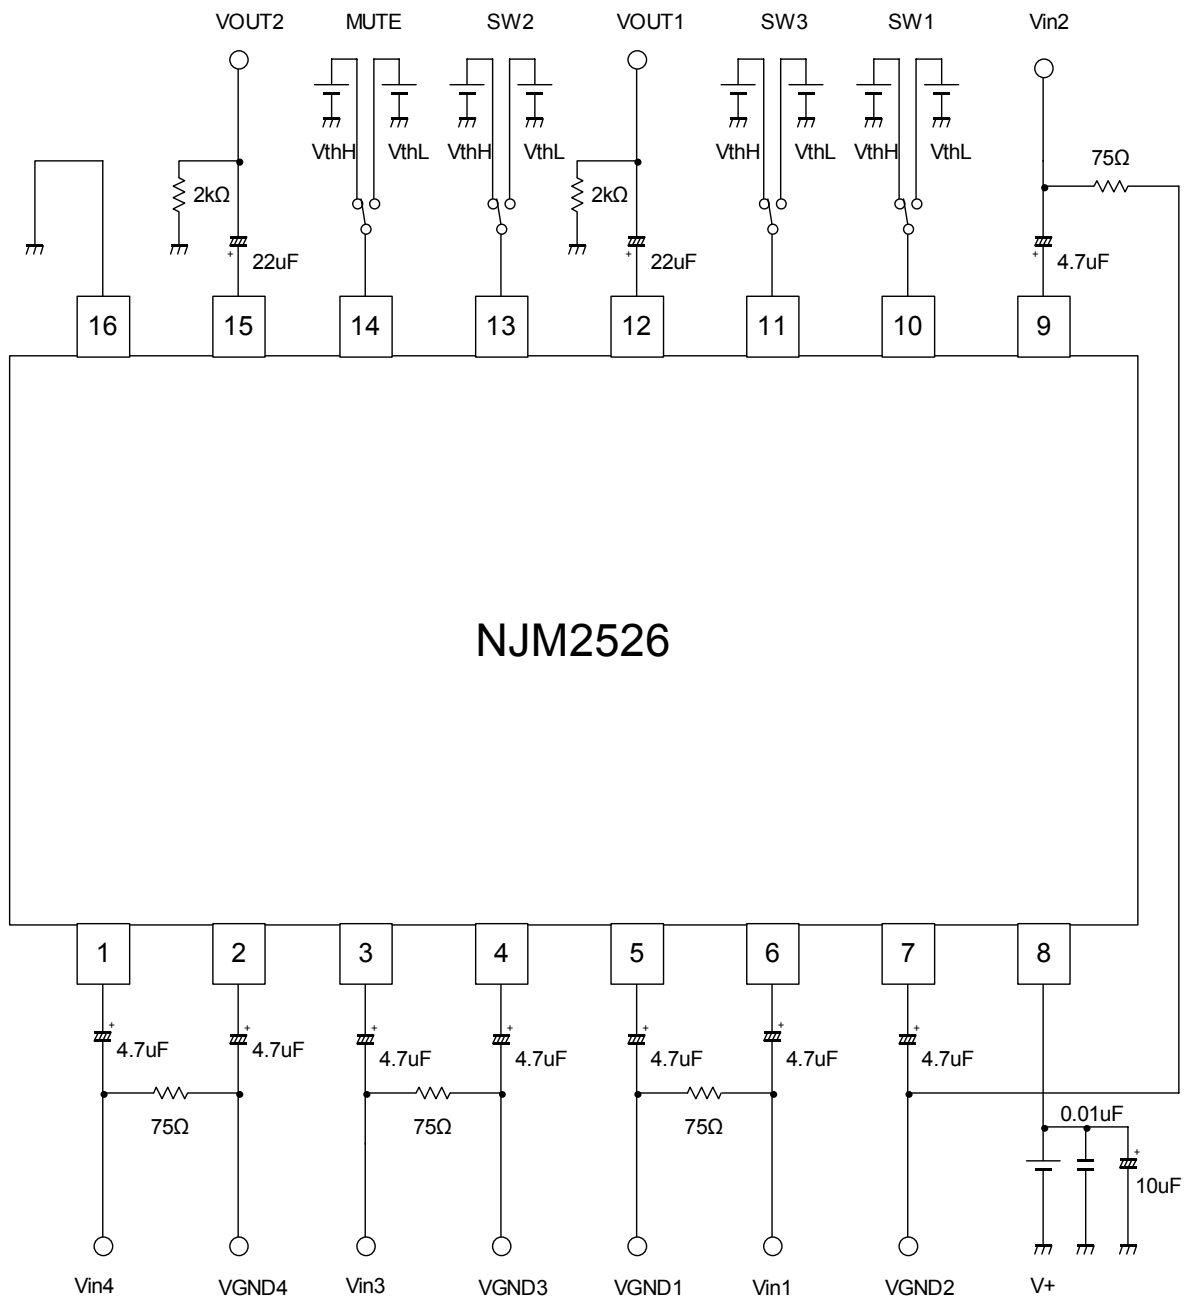 VOUT2 MUTE SW2 VOUT1 SW3 SW1 Vin2
VthH VthL VthH VthL VthH VthL VthH VthL
75Ω
2kΩ 2kΩ
22uF 22uF 4.7uF
16 15 14 13 12 11 10 9
NJM2526
1 2 3 4 5 6 7 8
+ + + + + + +
4.7uF 4.7uF 4.7uF 4.7uF 4.7uF 4.7uF 4.7uF
75Ω 75Ω 75Ω
0.01uF
10uF
Vin4 VGND4 Vin3 VGND3 VGND1 Vin1 VGND2 V+